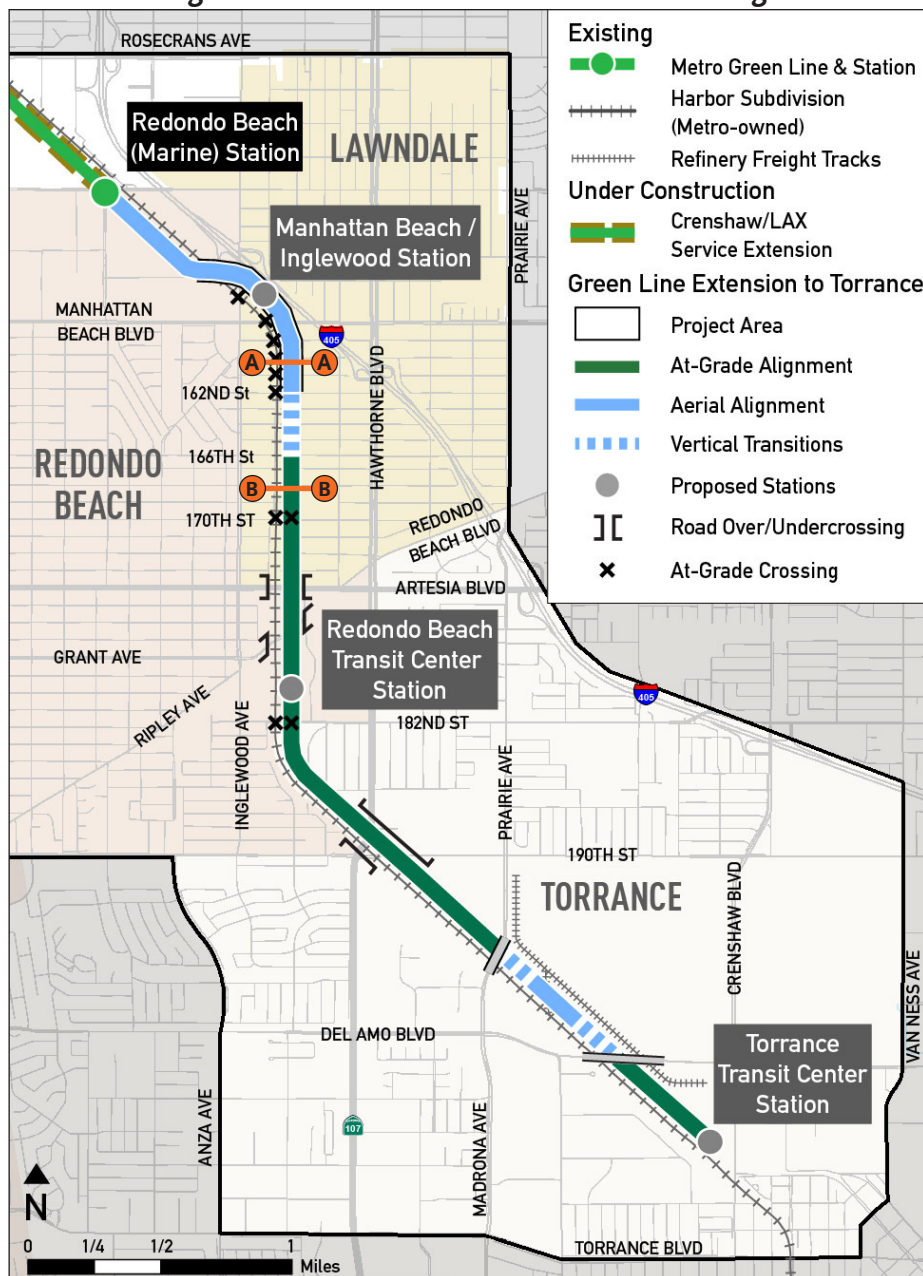 ROSECRANS AVE
Redondo Beach
(Marine) Station
LAWNDALE
PRAIRIE AVE
Manhattan Beach /
Inglewood Station
MANHATTAN
BEACH BLVD
405
A
A
162ND St
HAWTHORNE BLVD
REDONDO
BEACH
166TH St
B
B
170TH ST
REDONDO
BEACH BLVD
ARTESIA BLVD
Redondo Beach
Transit Center
Station
GRANT AVE
RIPLEY AVE
INGLEWOOD AVE
182ND ST
405
PRAIRIE AVE
190TH ST
TORRANCE
CRENSHAW BLVD
VAN NESS AVE
DEL AMO BLVD
Torrance
Transit Center
Station
ANZA AVE
107
MADRONA AVE
TORRANCE BLVD
N
0 1/4 1/2 1
Miles
Existing
Metro Green Line & Station
Harbor Subdivision
(Metro-owned)
Refinery Freight Tracks
Under Construction
Crenshaw/LAX
Service Extension
Green Line Extension to Torrance
Project Area
At-Grade Alignment
Aerial Alignment
Vertical Transitions
Proposed Stations
Road Over/Undercrossing
At-Grade Crossing